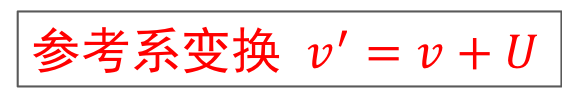 参考系变换 v′ = v + U